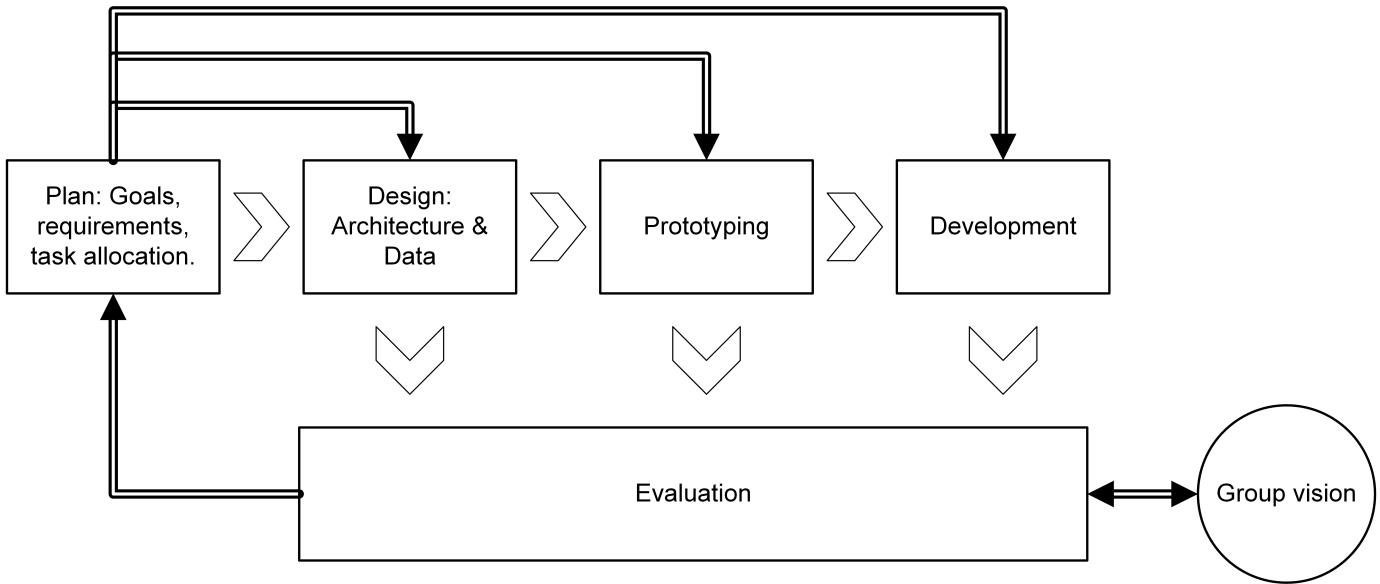 Plan: Goals,
requirements,
task allocation.
Design:
Architecture &
Data
Prototyping
Development
Evaluation
Group vision